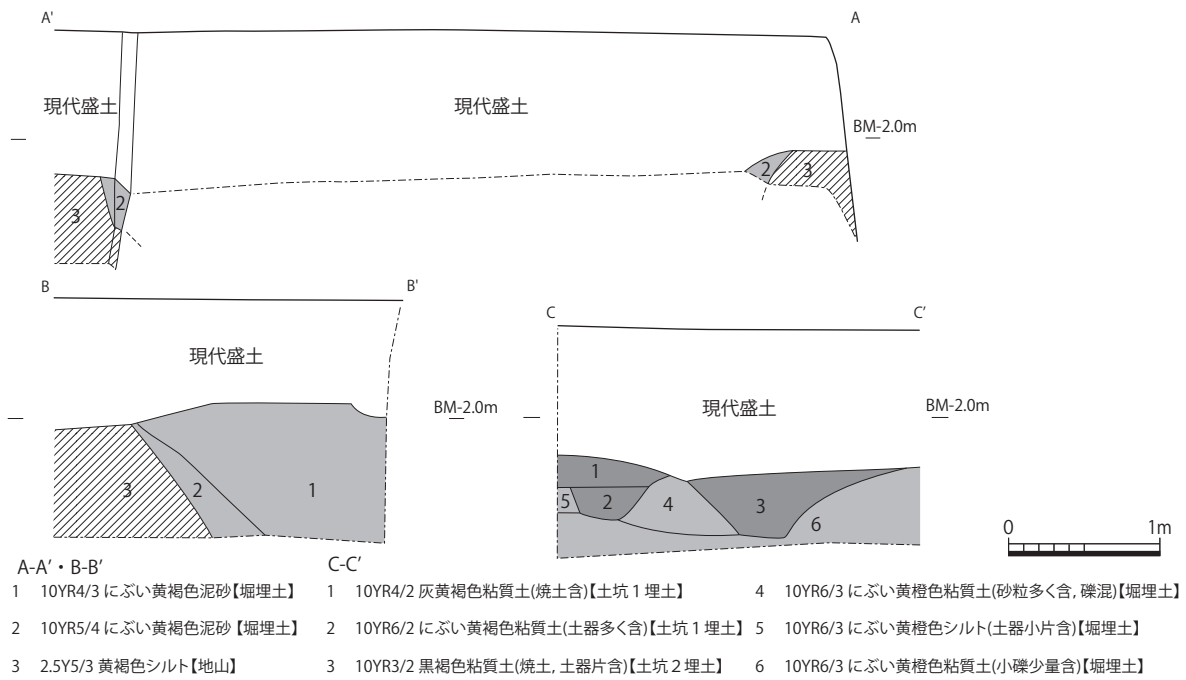 A'
A
現代盛土
現代盛土
BM-2.0m
2
3
3
2
B
B'
現代盛土
BM-2.0m
3
2
1
C
C'
現代盛土
BM-2.0m
1
5
2
4
3
6
0
1m
A-A' • B-B'
1 10YR4/3 にぶい黄褐色泥砂【堀埋土】
2 10YR5/4 にぶい黄褐色泥砂 【堀埋土】
3 2.5Y5/3 黄褐色シルト【地山】
C-C'
1 10YR4/2 灰黄褐色粘質土(焼土含)【土坑 1 埋土】
2 10YR6/2 にぶい黄褐色粘質土(土器多く含)【土坑 1 埋土】
3 10YR3/2 黒褐色粘質土(焼土, 土器片含)【土坑 2 埋土】
4 10YR6/3 にぶい黄橙色粘質土(砂粒多く含, 礫混)【堀埋土】
5 10YR6/3 にぶい黄橙色シルト(土器小片含)【堀埋土】
6 10YR6/3 にぶい黄橙色粘質土(小礫少量含)【堀埋土】